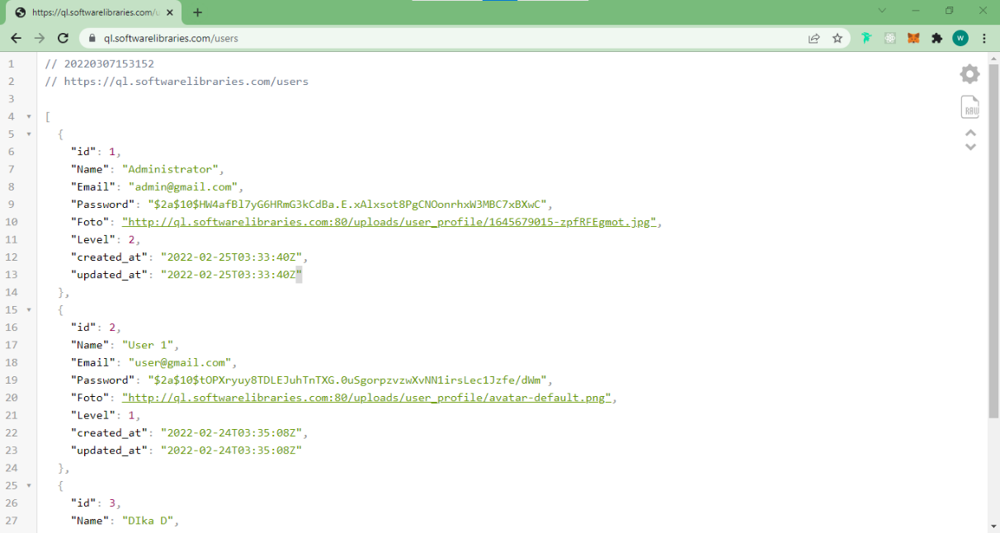 https://ql.softwarelibraries.com/u
ql.softwarelibraries.com/users
W
1 // 20220307153152
2 // https://ql.softwarelibraries.com/users
3
4 [
5 {
6 "id": 1,
7 "Name": "Administrator",
8 "Email": "admin@gmail.com",
9 "Password": "$2a$10$HW4afBl7yG6HRmG3kCdBa.E.xAlxsot8PgCNOonrhxW3MBC7xBXwC",
10 "Foto": "http://ql.softwarelibraries.com:80/uploads/user_profile/1645679015-zpfRFEgmot.jpg",
11 "Level": 2,
12 "created_at": "2022-02-25T03:33:40Z",
13 "updated_at": "2022-02-25T03:33:40Z"
14 },
15 {
16 "id": 2,
17 "Name": "User 1",
18 "Email": "user@gmail.com",
19 "Password": "$2a$10$tOPXryuy8TDLEJuhTnTXG.0uSgorpzvzwXvNN1irsLec1Jzfe/dWm",
20 "Foto": "http://ql.softwarelibraries.com:80/uploads/user_profile/avatar-default.png",
21 "Level": 1,
22 "created_at": "2022-02-24T03:35:08Z",
23 "updated_at": "2022-02-24T03:35:08Z"
24 },
25 {
26 "id": 3,
27 "Name": "DIka D",
RAW